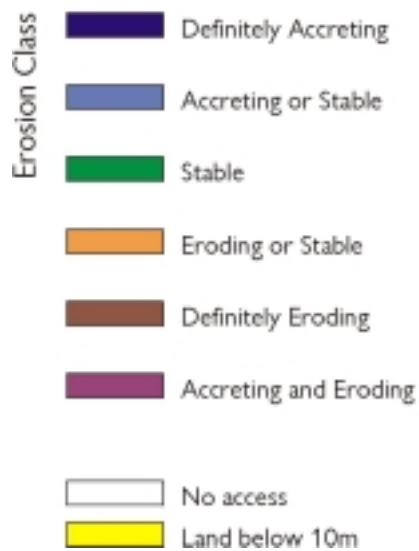 Erosion Class
Definitely Accreting
Accreting or Stable
Stable
Eroding or Stable
Definitely Eroding
Accreting and Eroding
No access
Land below 10m